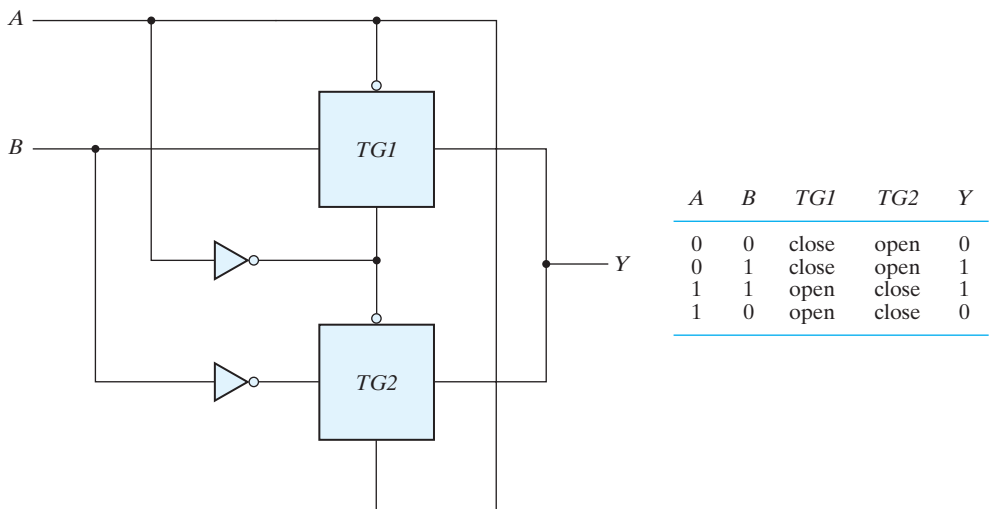 A
B
TG1
TG2
Y
A B TG1 TG2 Y
0 0 close open 0
0 1 close open 1
1 1 open close 1
1 0 open close 0